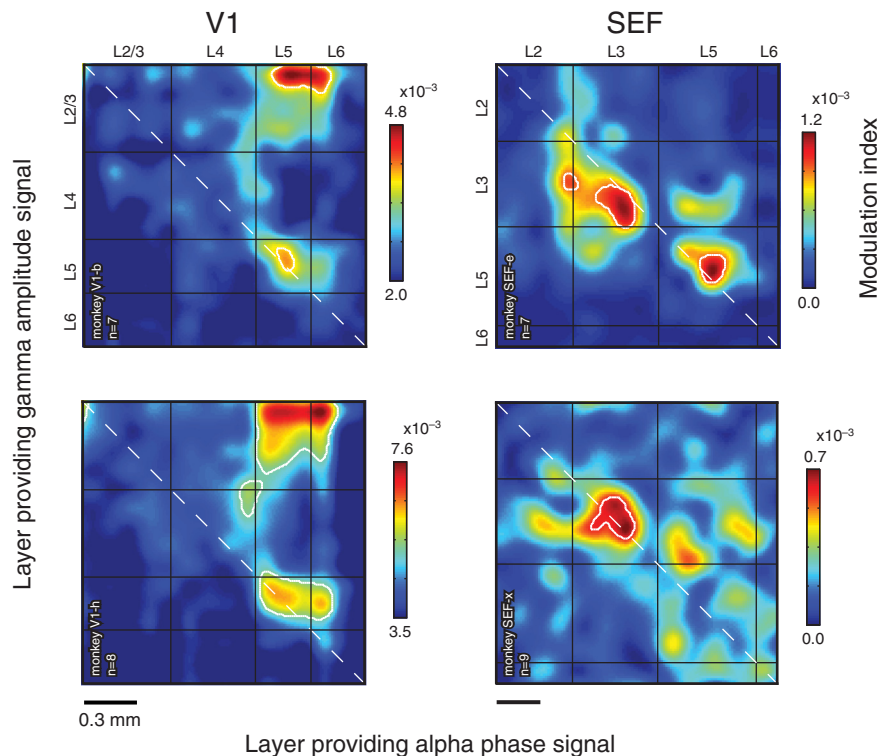 V1
SEF
L2/3 L4 L5 L6
L2 L3 L5 L6
Layer providing gamma amplitude signal
L2/3
L4
L5
L6
monkey V1-b
n=7
x10⁻³
4.8
2.0
L2
L3
L5
L6
monkey SEF-e
n=7
x10⁻³
1.2
0.0
Modulation index
monkey V1-h
n=8
x10⁻³
7.6
3.5
monkey SEF-x
n=9
x10⁻³
0.7
0.0
0.3 mm
Layer providing alpha phase signal